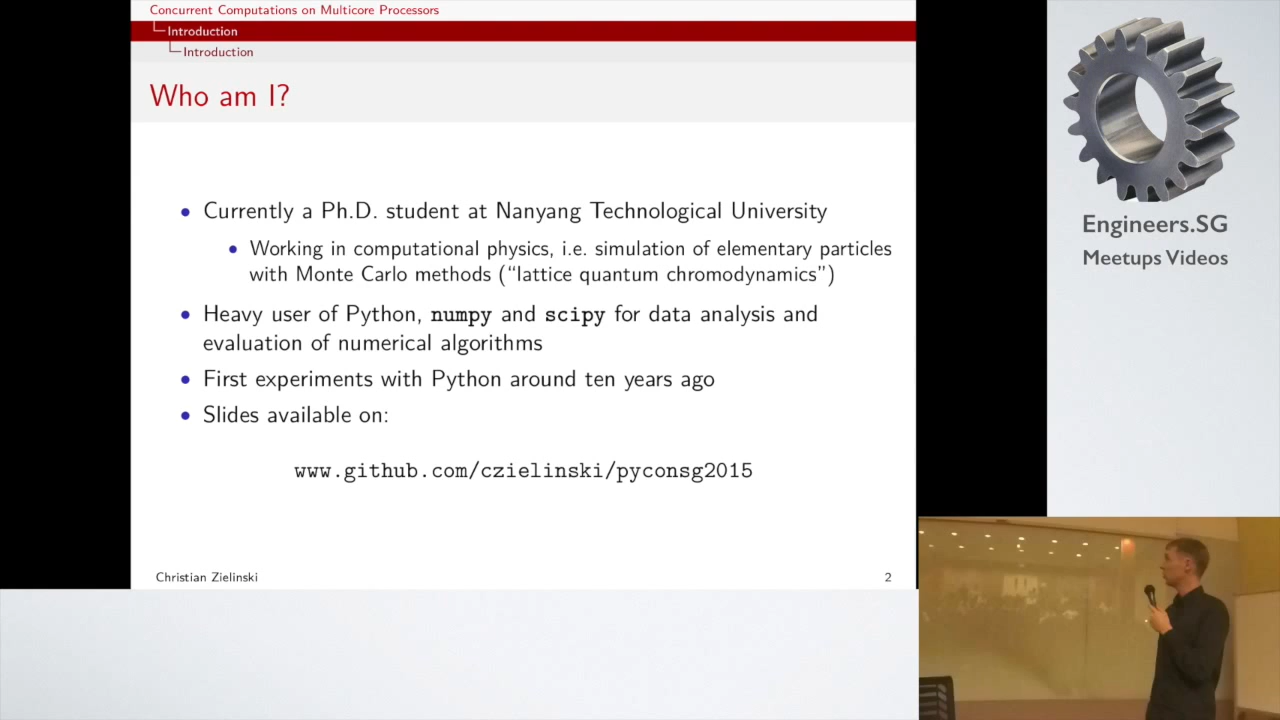 Concurrent Computations on Multicore Processors
Introduction
Introduction
Who am I?
• Currently a Ph.D. student at Nanyang Technological University
• Working in computational physics, i.e. simulation of elementary particles
with Monte Carlo methods (“lattice quantum chromodynamics”)
• Heavy user of Python, numpy and scipy for data analysis and
evaluation of numerical algorithms
• First experiments with Python around ten years ago
• Slides available on:
www.github.com/czielinski/pyconsg2015
Christian Zielinski
2
Engineers.SG
Meetups Videos